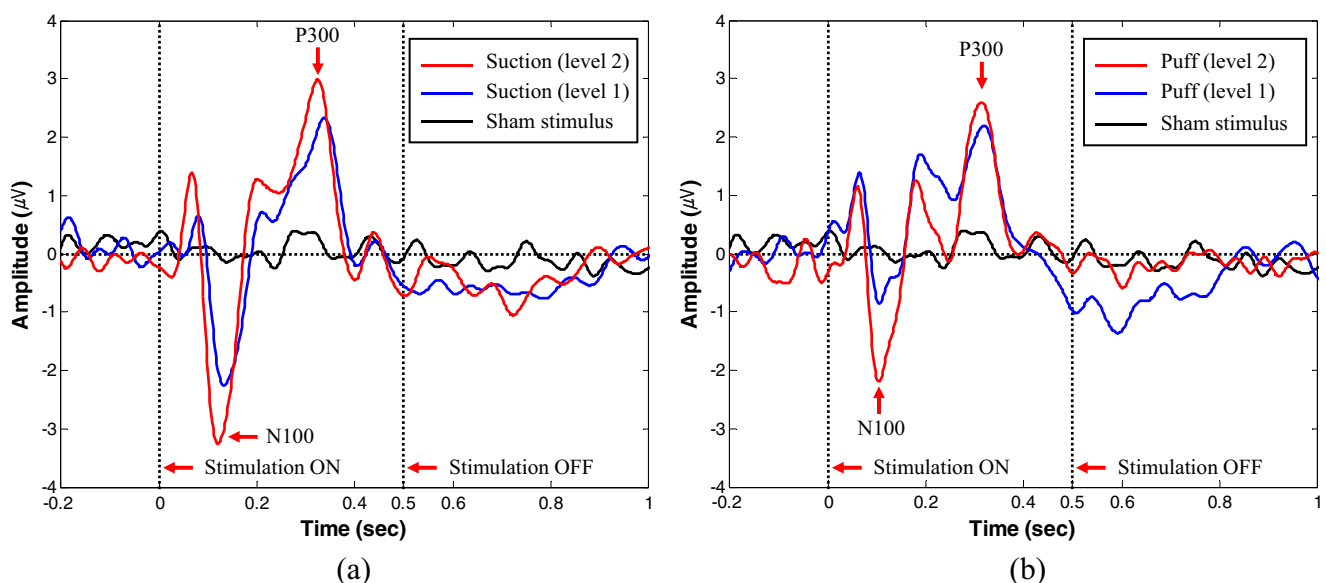 4
3
2
1
0
-1
-2
-3
-4
Amplitude (μV)
P300
Suction (level 2)
Suction (level 1)
Sham stimulus
N100
Stimulation ON
Stimulation OFF
-0.2 0 0.2 0.4 0.5 0.6 0.8 1
Time (sec)
(a)
4
3
2
1
0
-1
-2
-3
-4
Amplitude (μV)
P300
Puff (level 2)
Puff (level 1)
Sham stimulus
N100
Stimulation ON
Stimulation OFF
-0.2 0 0.2 0.4 0.5 0.6 0.8 1
Time (sec)
(b)